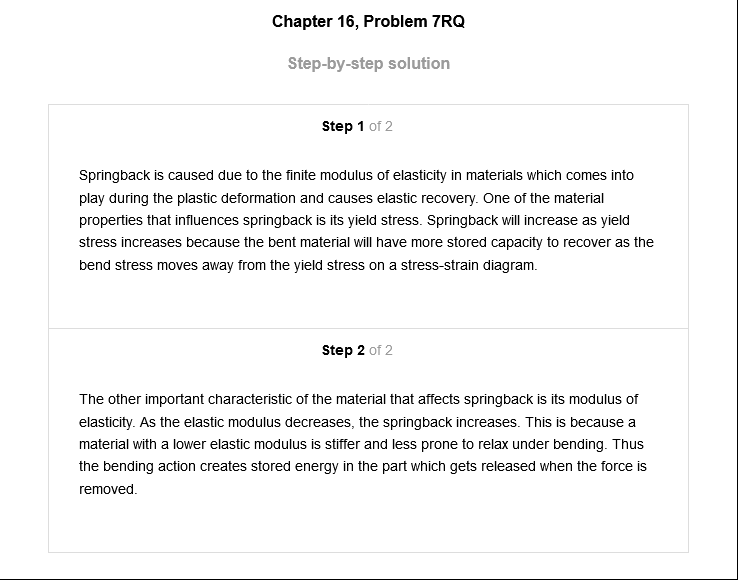 Chapter 16, Problem 7RQ
Step-by-step solution
Step 1 of 2
Springback is caused due to the finite modulus of elasticity in materials which comes into
play during the plastic deformation and causes elastic recovery. One of the material
properties that influences springback is its yield stress. Springback will increase as yield
stress increases because the bent material will have more stored capacity to recover as the
bend stress moves away from the yield stress on a stress-strain diagram.
Step 2 of 2
The other important characteristic of the material that affects springback is its modulus of
elasticity. As the elastic modulus decreases, the springback increases. This is because a
material with a lower elastic modulus is stiffer and less prone to relax under bending. Thus
the bending action creates stored energy in the part which gets released when the force is
removed.